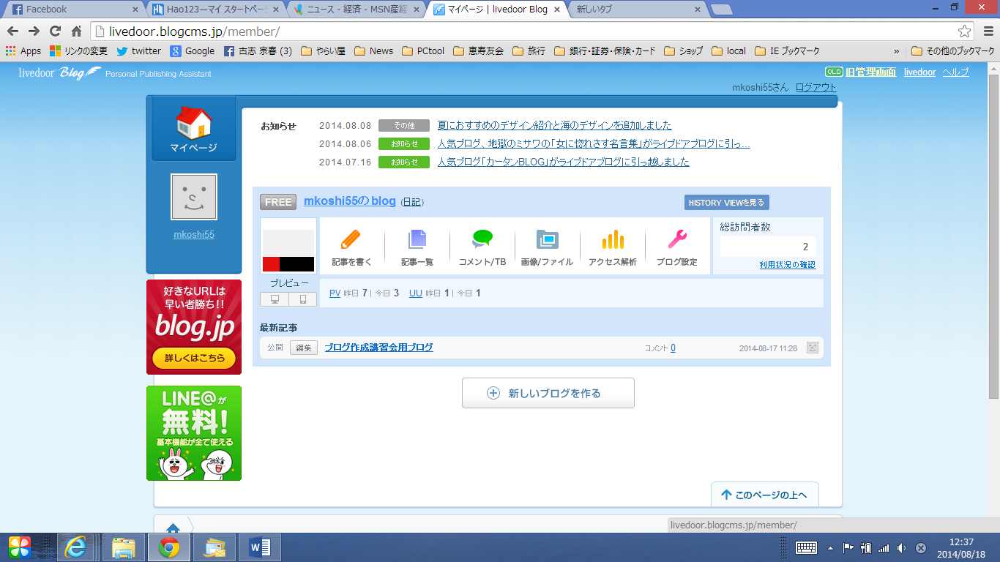 Facebook
Hao123—マイ スタートペー
ニュース - 経済 - MSN産経
マイページ | livedoor Blog
新しいタブ
livedoor.blogcms.jp/member/
Apps リンクの変更 twitter Google 古志 宗春 (3) やらい屋 News PCtool 恵寿友会 旅行 銀行・証券・保険・カード ショップ local IE ブックマーク » その他のブックマーク
livedoor Blog Personal Publishing Assistant
OLD 旧管理画面 livedoor ヘルプ
mkoshi55さん ログアウト
マイページ
mkoshi55
お知らせ 2014.08.08 その他 夏におすすめのデザイン紹介と海のデザインを追加しました
2014.08.06 お知らせ 人気ブログ、地獄のミサワの「女に惚れさす名言集」がライブドアブログに引っ...
2014.07.16 お知らせ 人気ブログ「カータンBLOG」がライブドアブログに引っ越しました
FREE mkoshi55の blog (日記) HISTORY VIEWを見る
記事を書く 記事一覧 コメント/TB 画像/ファイル アクセス解析 ブログ設定
総訪問者数
2
利用状況の確認
プレビュー
PV 昨日 7 | 今日 3 UU 昨日 1 | 今日 1
最新記事
公開 編集 ブログ作成講習会用ブログ コメント 0 2014-08-17 11:28
新しいブログを作る
好きなURLは
早い者勝ち!!
blog.jp
詳しくはこちら
LINE@が
無料!
基本機能が全て使える
このページの上へ
livedoor.blogcms.jp/member/
12:37
2014/08/18